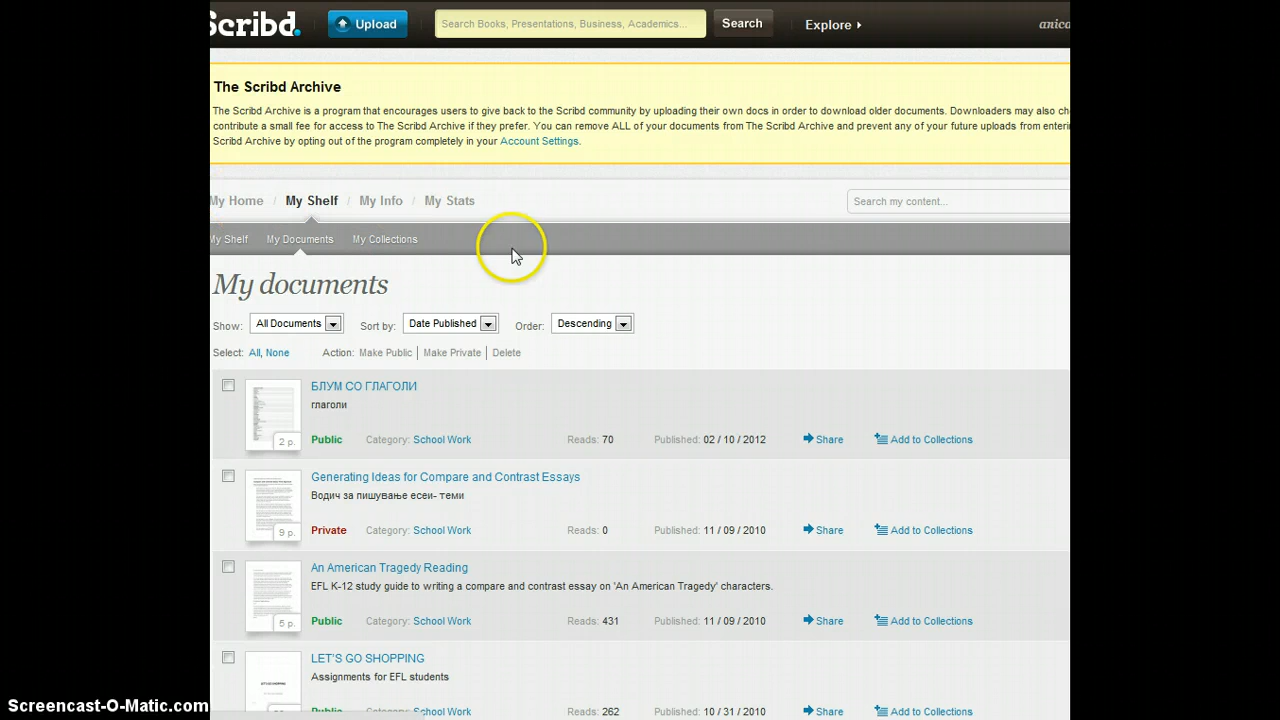 Scribd.
Upload
Search Books, Presentations, Business, Academics...
Search
Explore
The Scribd Archive
The Scribd Archive is a program that encourages users to give back to the Scribd community by uploading their own docs in order to download older documents. Downloaders may also
contribute a small fee for access to The Scribd Archive if they prefer. You can remove ALL of your documents from The Scribd Archive and prevent any of your future uploads from
Scribd Archive by opting out of the program completely in your Account Settings.
My Home / My Shelf / My Info / My Stats
Search my content...
My Shelf My Documents My Collections
My documents
Show: All Documents Sort by: Date Published Order: Descending
Select: All, None Action: Make Public | Make Private | Delete
БЛУМ СО ГЛАГОЛИ
глаголи
2 p.
Public Category: School Work Reads: 70 Published: 02 / 10 / 2012 Share Add to Collections
Generating Ideas for Compare and Contrast Essays
Водич за пишување есеи- теми
9 p.
Private Category: School Work Reads: 0 Published: 11 / 09 / 2010 Share Add to Collections
An American Tragedy Reading
EFL K-12 study guide to writing a compare and contrast essay on 'An American Tragedy' characters.
5 p.
Public Category: School Work Reads: 431 Published: 11 / 09 / 2010 Share Add to Collections
LET'S GO SHOPPING
Assignments for EFL students
Public Category: School Work Reads: 262 Published: 10 / 31 / 2010 Share Add to Collections
Screencast-O-Matic.com